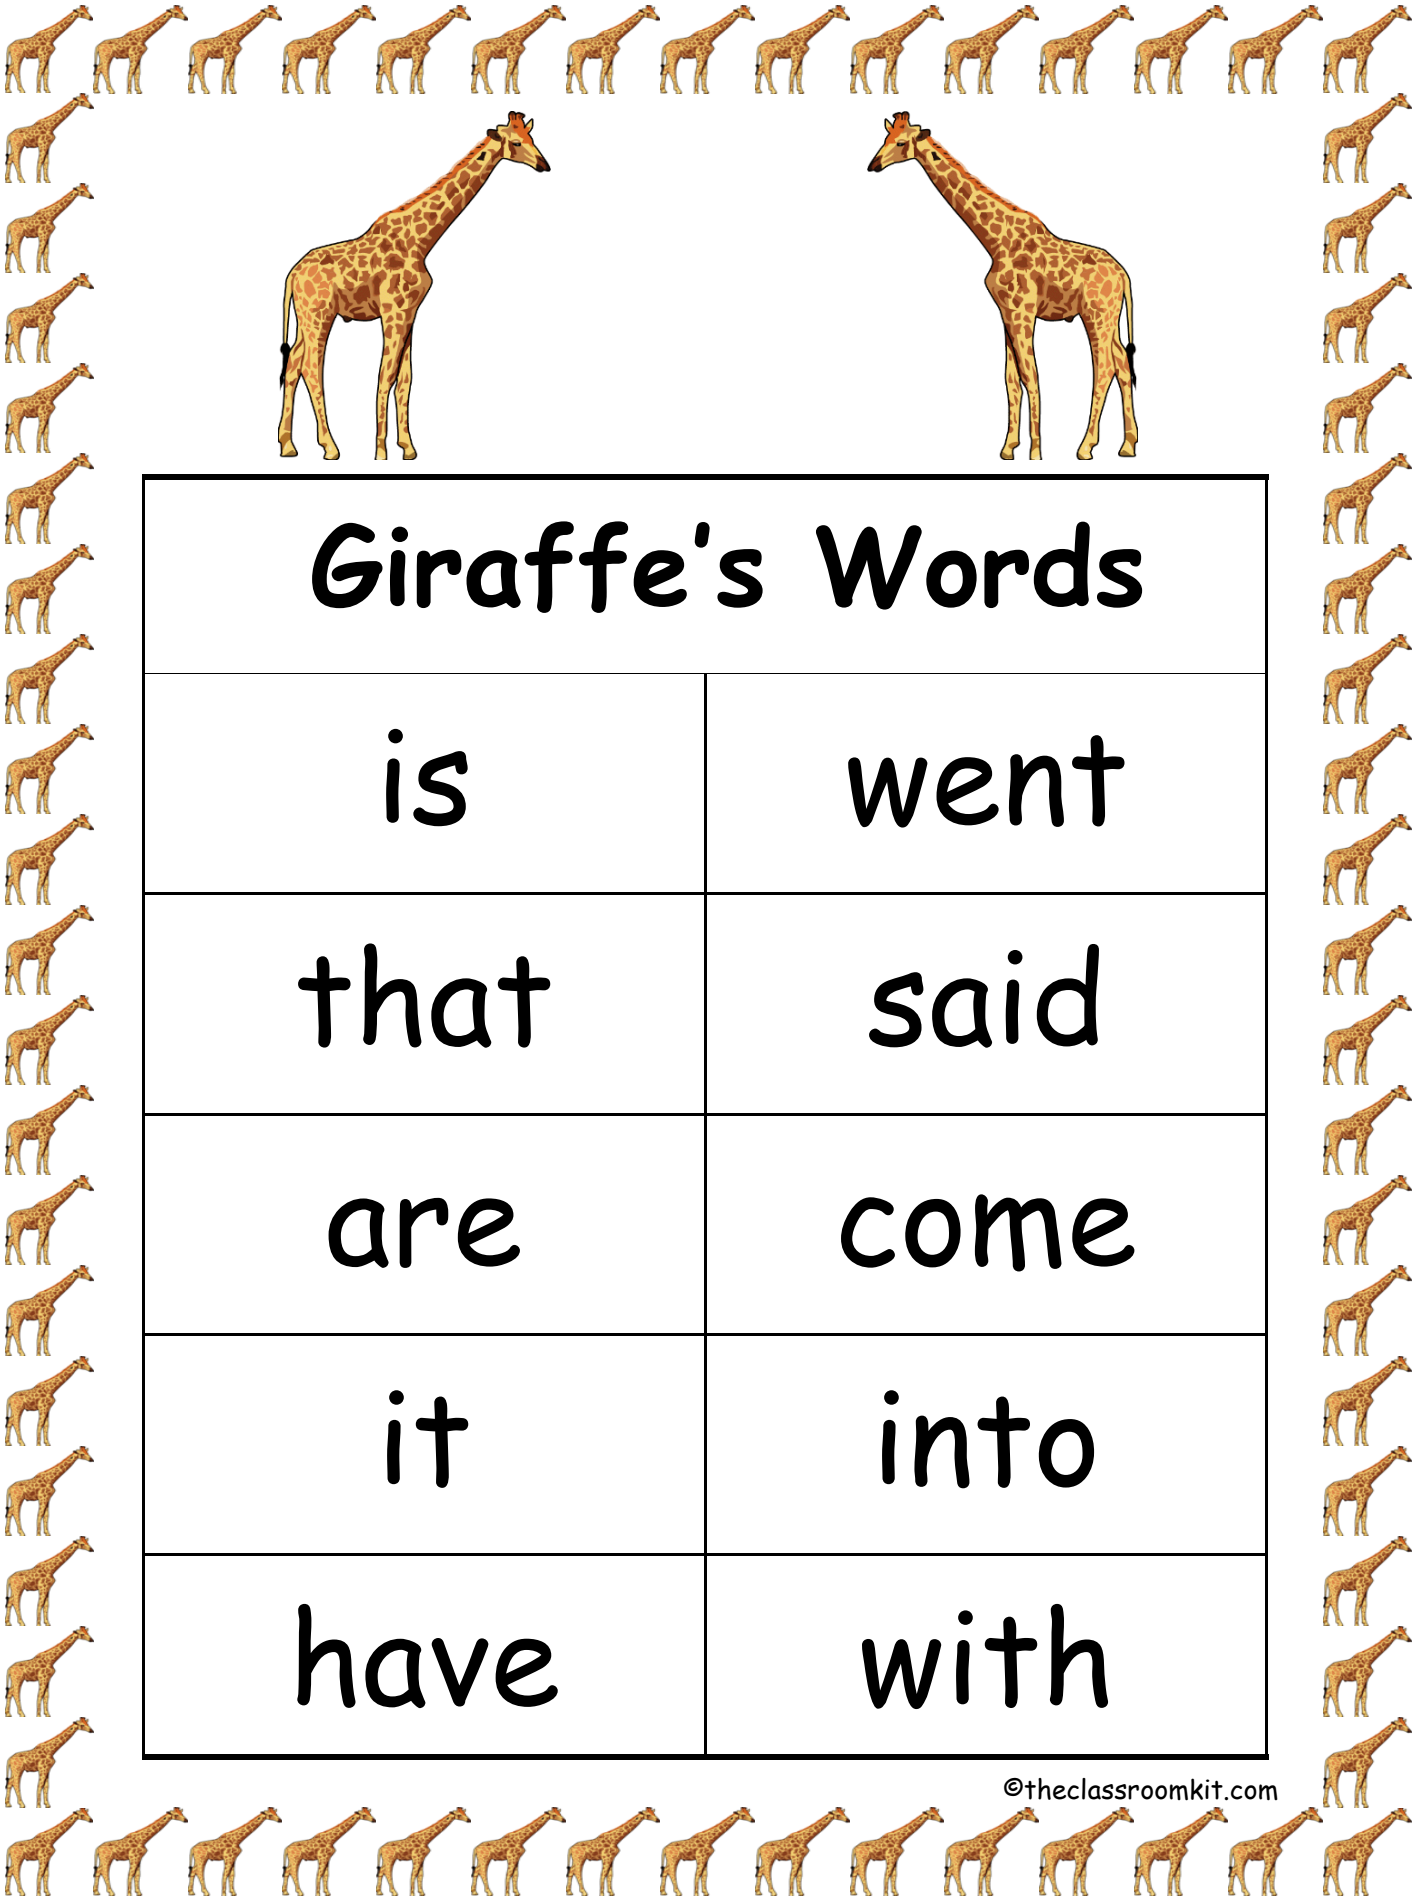 Giraffe's Words
is went
that said
are come
it into
have with
©theclassroomkit.com